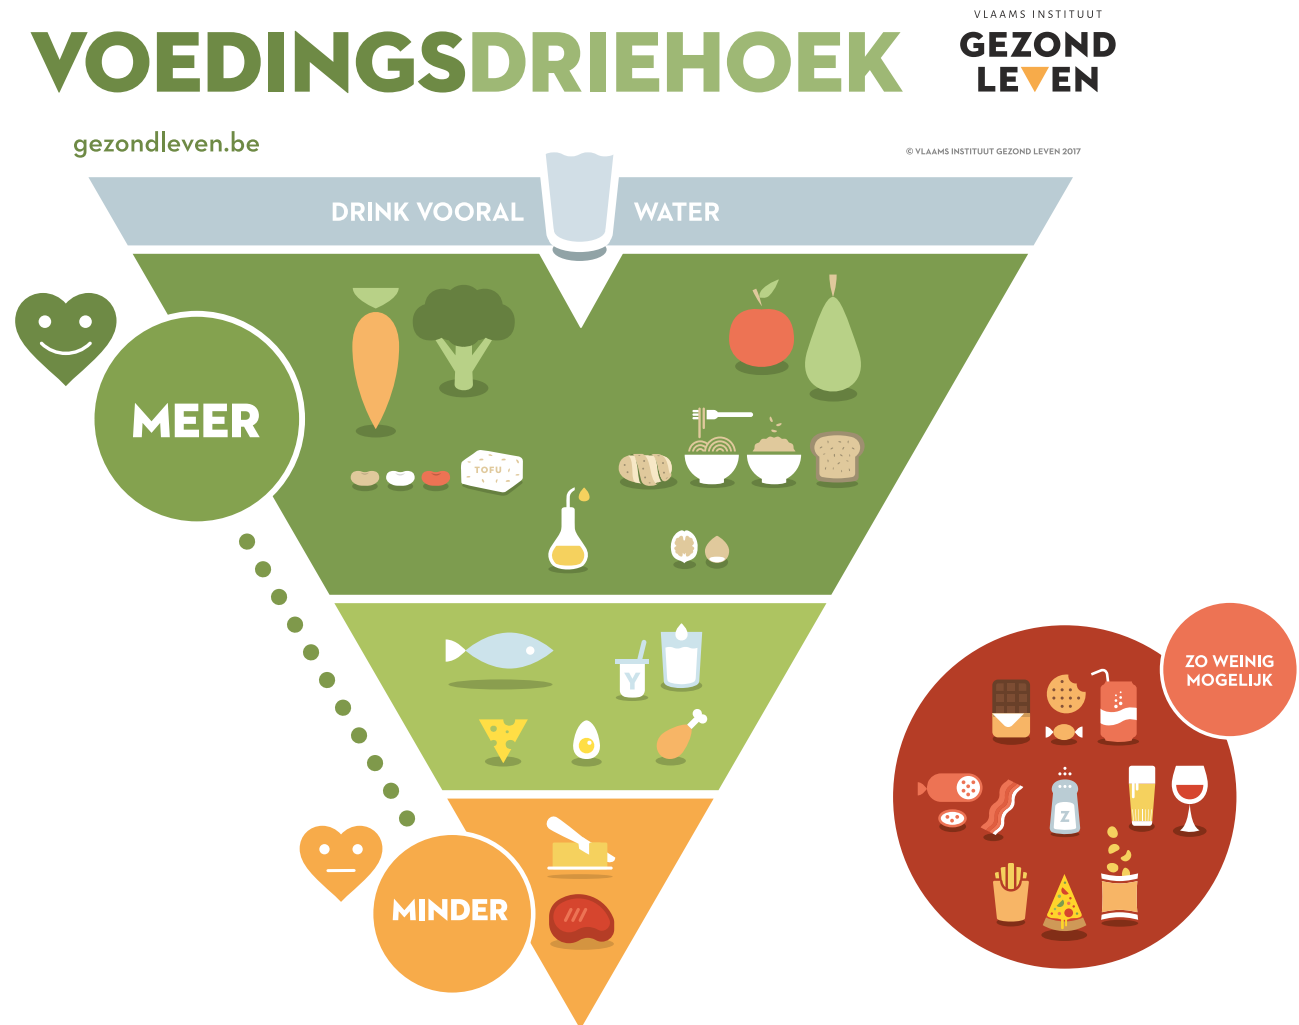 VOEDINGSDRIEHOEK
VLAAMS INSTITUUT
GEZOND
LEVEN
gezondleven.be
© VLAAMS INSTITUUT GEZOND LEVEN 2017
DRINK VOORAL WATER
MEER
TOFU
Y
ZO WEINIG
MOGELIJK
Z
MINDER